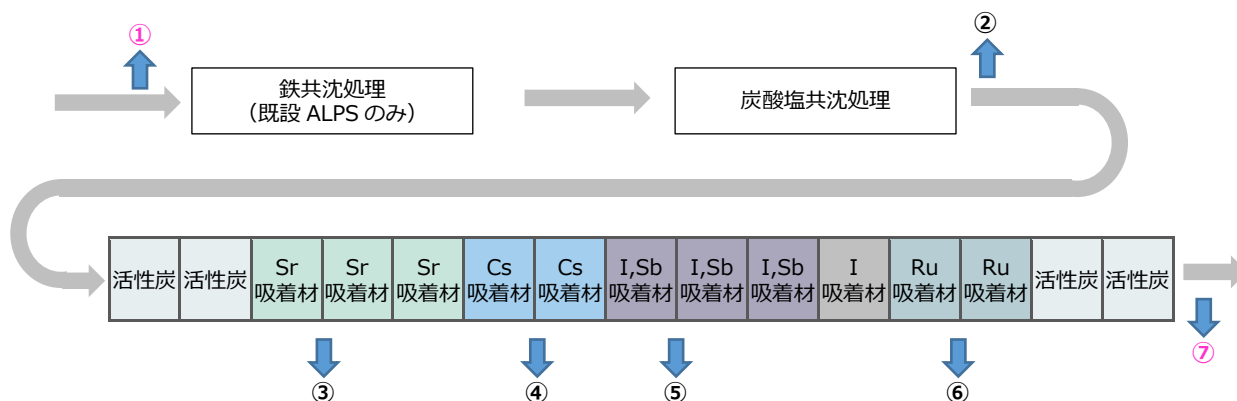 ①
②
鉄共沈処理
（既設 ALPS のみ）
炭酸塩共沈処理
活性炭
活性炭
Sr
吸着材
Sr
吸着材
Sr
吸着材
Cs
吸着材
Cs
吸着材
I,Sb
吸着材
I,Sb
吸着材
I,Sb
吸着材
I
吸着材
Ru
吸着材
Ru
吸着材
活性炭
活性炭
③
④
⑤
⑥
⑦